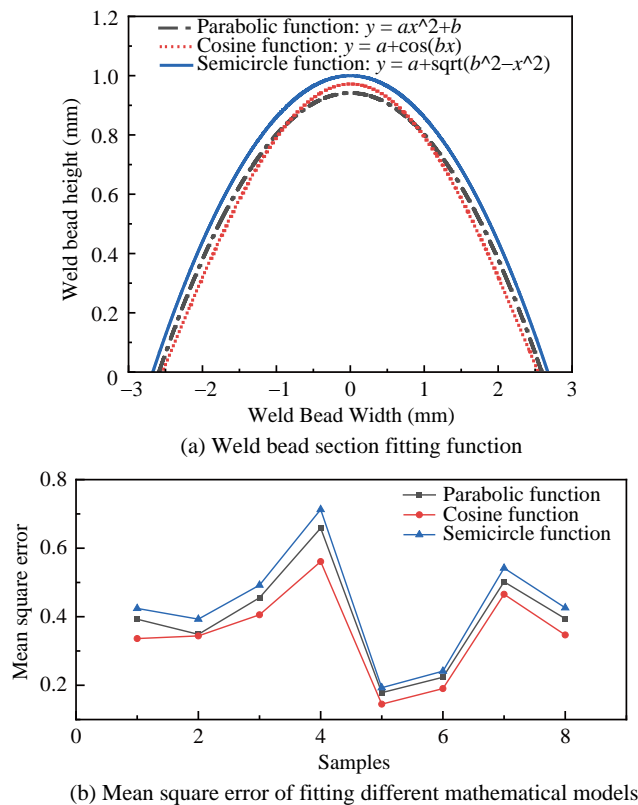 Parabolic function: y = ax^2+b
Cosine function: y = a+cos(bx)
Semicircle function: y = a+sqrt(b^2−x^2)
1.2
1.0
0.8
0.6
0.4
0.2
0
Weld bead height (mm)
−3 −2 −1 0 1 2 3
Weld Bead Width (mm)
(a) Weld bead section fitting function
Parabolic function
Cosine function
Semicircle function
0.8
0.6
0.4
0.2
Mean square error
0 2 4 6 8
Samples
(b) Mean square error of fitting different mathematical models